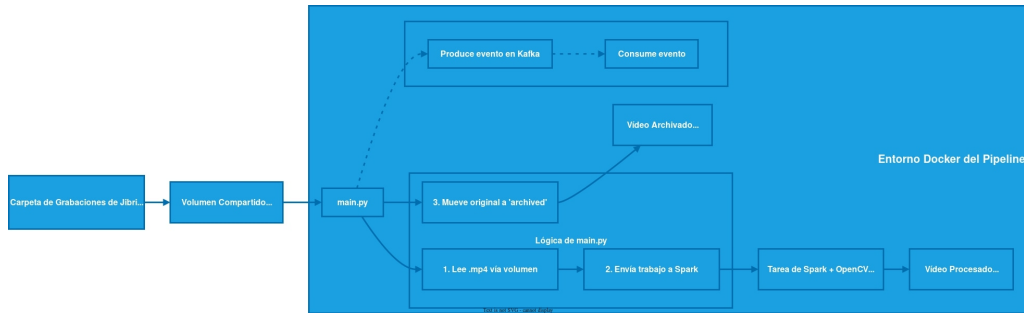 Produce evento en Kafka
Consume evento
Video Archivado...
Entorno Docker del Pipeline
Carpeta de Grabaciones de Jibri...
Volumen Compartido...
main.py
3. Mueve original a 'archived'
Lógica de main.py
1. Lee .mp4 vía volumen
2. Envía trabajo a Spark
Tarea de Spark + OpenCV...
Video Procesado...